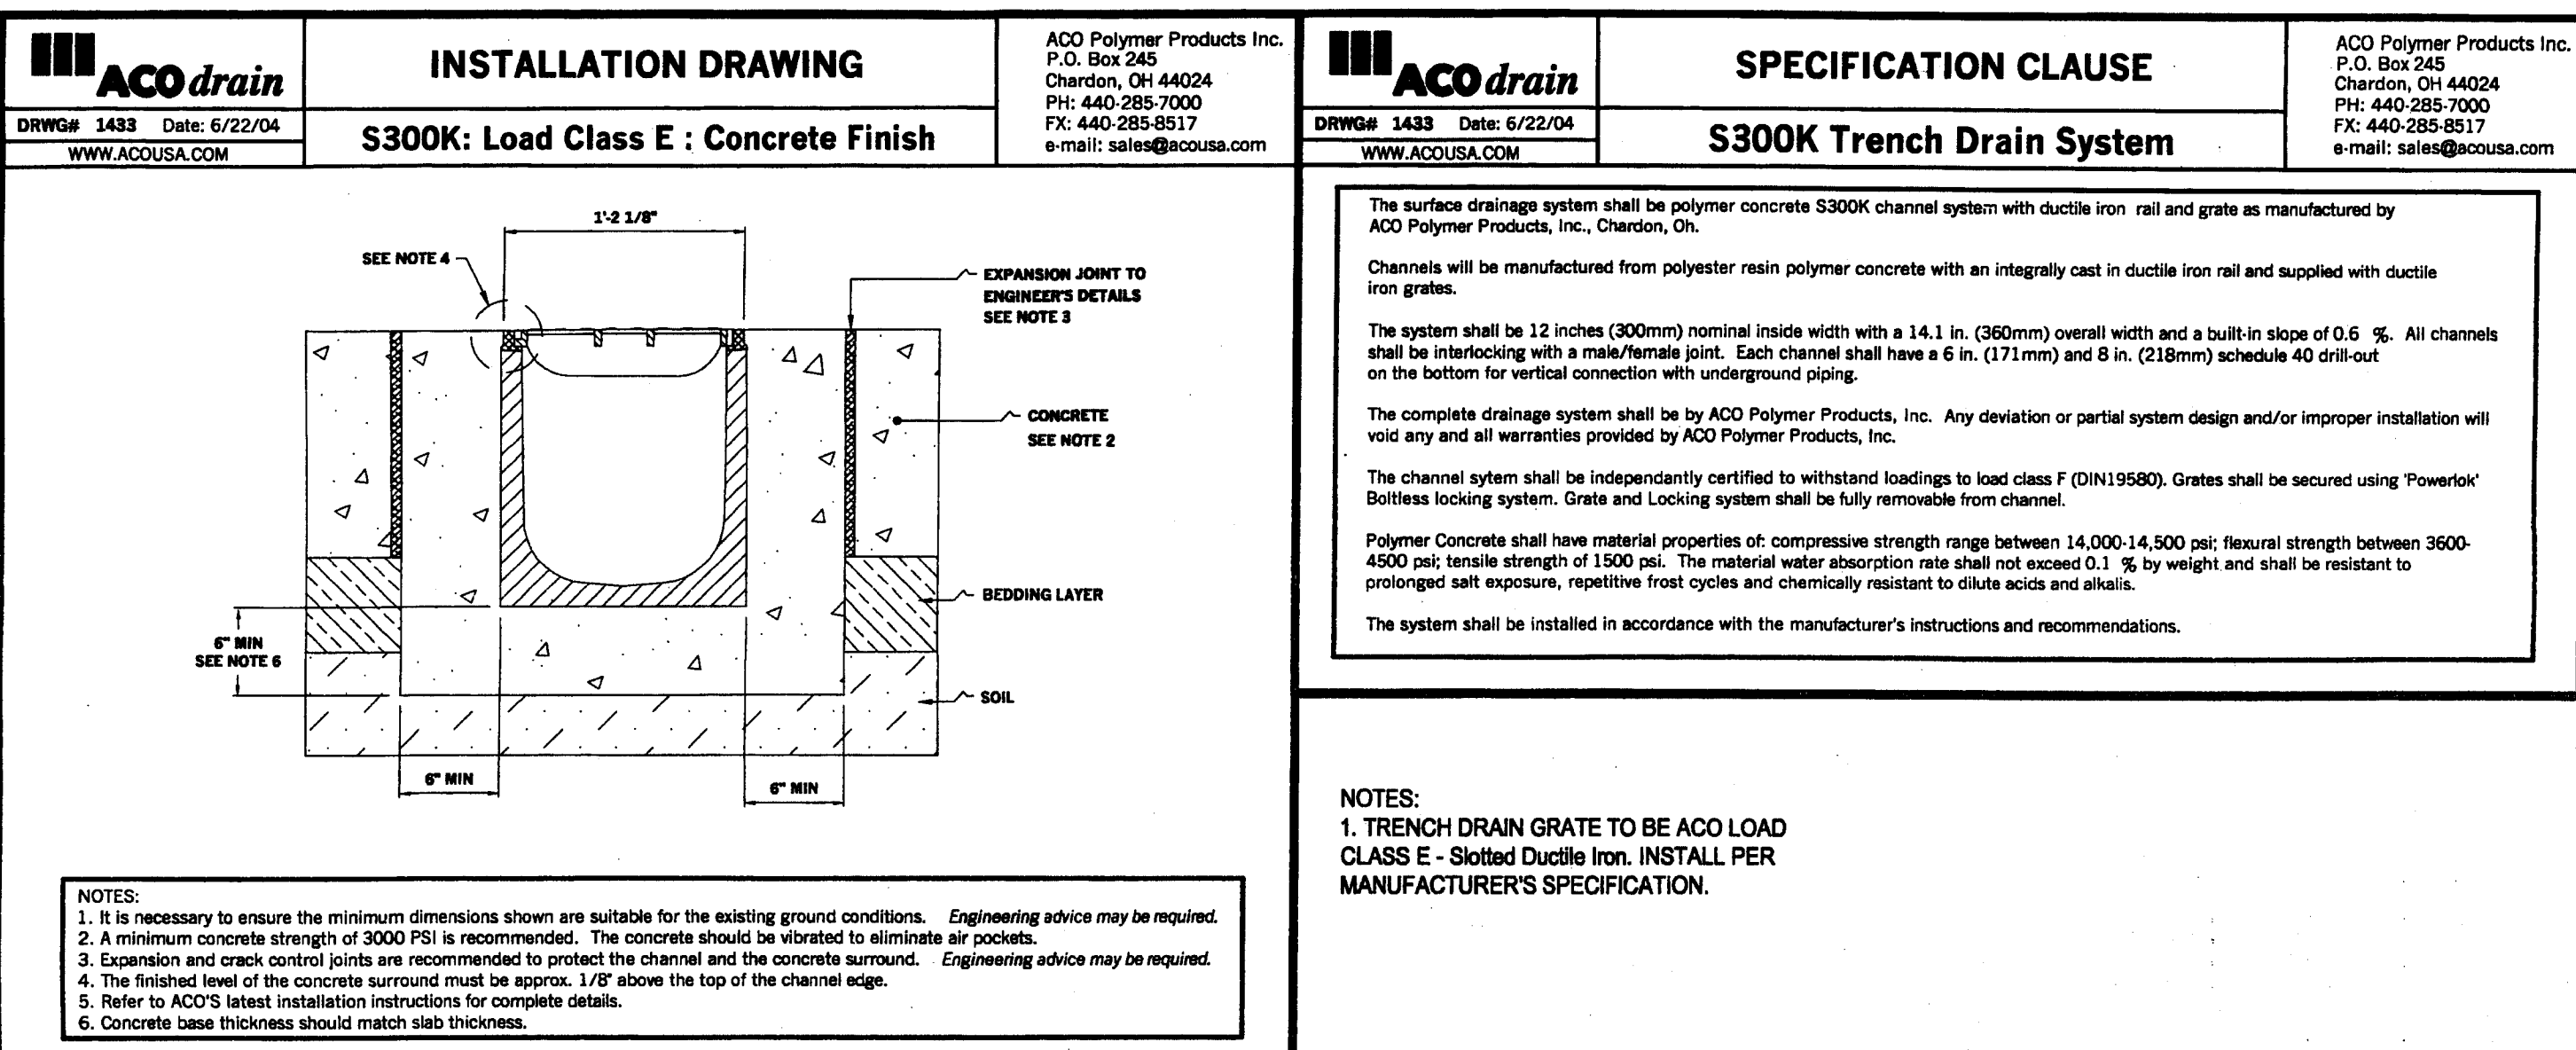 ACO drain
INSTALLATION DRAWING
ACO Polymer Products Inc.
P.O. Box 245
Chardon, OH 44024
PH: 440-285-7000
FX: 440-285-8517
e-mail: sales@acousa.com
DRWG# 1433 Date: 6/22/04
WWW.ACOUSA.COM
S300K: Load Class E : Concrete Finish
1'-2 1/8"
SEE NOTE 4
EXPANSION JOINT TO
ENGINEER'S DETAILS
SEE NOTE 3
CONCRETE
SEE NOTE 2
BEDDING LAYER
6" MIN
SEE NOTE 6
SOIL
6" MIN
6" MIN
NOTES:
1. It is necessary to ensure the minimum dimensions shown are suitable for the existing ground conditions. Engineering advice may be required.
2. A minimum concrete strength of 3000 PSI is recommended. The concrete should be vibrated to eliminate air pockets.
3. Expansion and crack control joints are recommended to protect the channel and the concrete surround. Engineering advice may be required.
4. The finished level of the concrete surround must be approx. 1/8" above the top of the channel edge.
5. Refer to ACO'S latest installation instructions for complete details.
6. Concrete base thickness should match slab thickness.
ACO drain
SPECIFICATION CLAUSE
ACO Polymer Products Inc.
P.O. Box 245
Chardon, OH 44024
PH: 440-285-7000
FX: 440-285-8517
e-mail: sales@acousa.com
DRWG# 1433 Date: 6/22/04
WWW.ACOUSA.COM
S300K Trench Drain System
The surface drainage system shall be polymer concrete S300K channel system with ductile iron rail and grate as manufactured by
ACO Polymer Products, Inc., Chardon, Oh.
Channels will be manufactured from polyester resin polymer concrete with an integrally cast in ductile iron rail and supplied with ductile
iron grates.
The system shall be 12 inches (300mm) nominal inside width with a 14.1 in. (360mm) overall width and a built-in slope of 0.6 %. All channels
shall be interlocking with a male/female joint. Each channel shall have a 6 in. (171mm) and 8 in. (218mm) schedule 40 drill-out
on the bottom for vertical connection with underground piping.
The complete drainage system shall be by ACO Polymer Products, Inc. Any deviation or partial system design and/or improper installation will
void any and all warranties provided by ACO Polymer Products, Inc.
The channel sytem shall be independantly certified to withstand loadings to load class F (DIN19580). Grates shall be secured using 'Powerlok'
Boltless locking system. Grate and Locking system shall be fully removable from channel.
Polymer Concrete shall have material properties of: compressive strength range between 14,000-14,500 psi; flexural strength between 3600-
4500 psi; tensile strength of 1500 psi. The material water absorption rate shall not exceed 0.1 % by weight and shall be resistant to
prolonged salt exposure, repetitive frost cycles and chemically resistant to dilute acids and alkalis.
The system shall be installed in accordance with the manufacturer's instructions and recommendations.
NOTES:
1. TRENCH DRAIN GRATE TO BE ACO LOAD
CLASS E - Slotted Ductile Iron. INSTALL PER
MANUFACTURER'S SPECIFICATION.